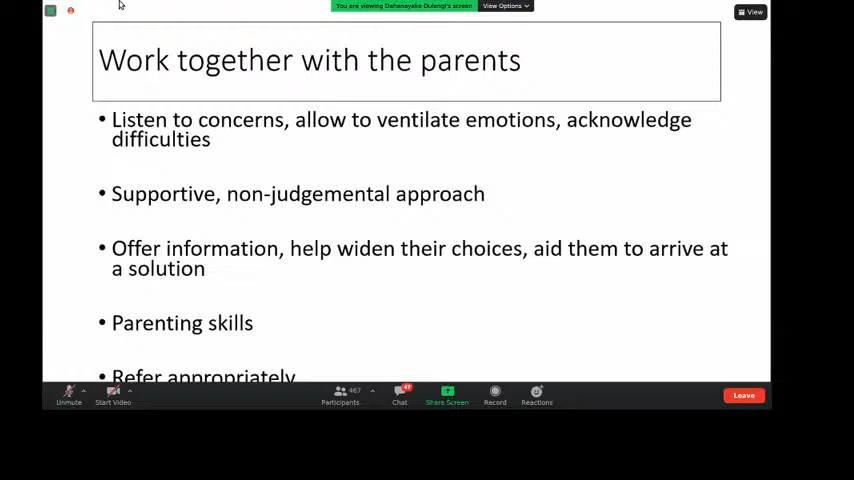 You are viewing Dahanayake Dulangi's screen
View Options
View
Work together with the parents
• Listen to concerns, allow to ventilate emotions, acknowledge
difficulties
• Supportive, non-judgemental approach
• Offer information, help widen their choices, aid them to arrive at
a solution
• Parenting skills
• Refer appropriately
467
47
Unmute
Start Video
Participants
Chat
Share Screen
Record
Reactions
Leave